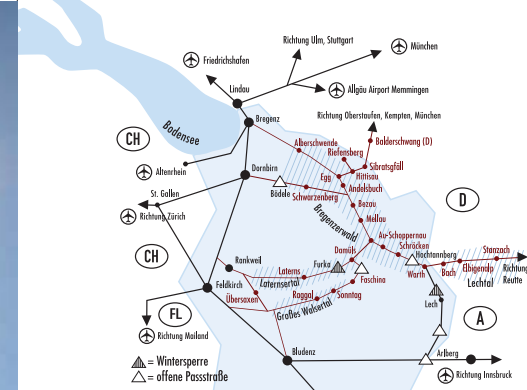 Richtung Ulm, Stuttgart
München
Friedrichshafen
Lindau
Allgäu Airport Memmingen
Richtung Oberstaufen, Kempten, München
Bregenz
Bodensee
CH
Alberschwende
Balderschwang (D)
Riefensberg
Sibratsgfäll
Altenrhein
Dornbirn
Egg
Hittisau
Andelsbuch
St. Gallen
Bödele
Schwarzenberg
D
Bezau
Richtung Zürich
Mellau
Bregenzerwald
Au-Schoppernau
Schröcken
CH
Damüls
Hochtannberg
Stanzach
Rankweil
Furka
Laterns
Warth
Bach
Elbigenalp
Richtung
Reutte
Faschina
Lechtal
Laternsertal
Feldkirch
Übersaxen
Raggal
Sonntag
Lech
Großes Walsertal
FL
A
Richtung Mailand
Bludenz
Arlberg
= Wintersperre
= offene Passstraße
Richtung Innsbruck